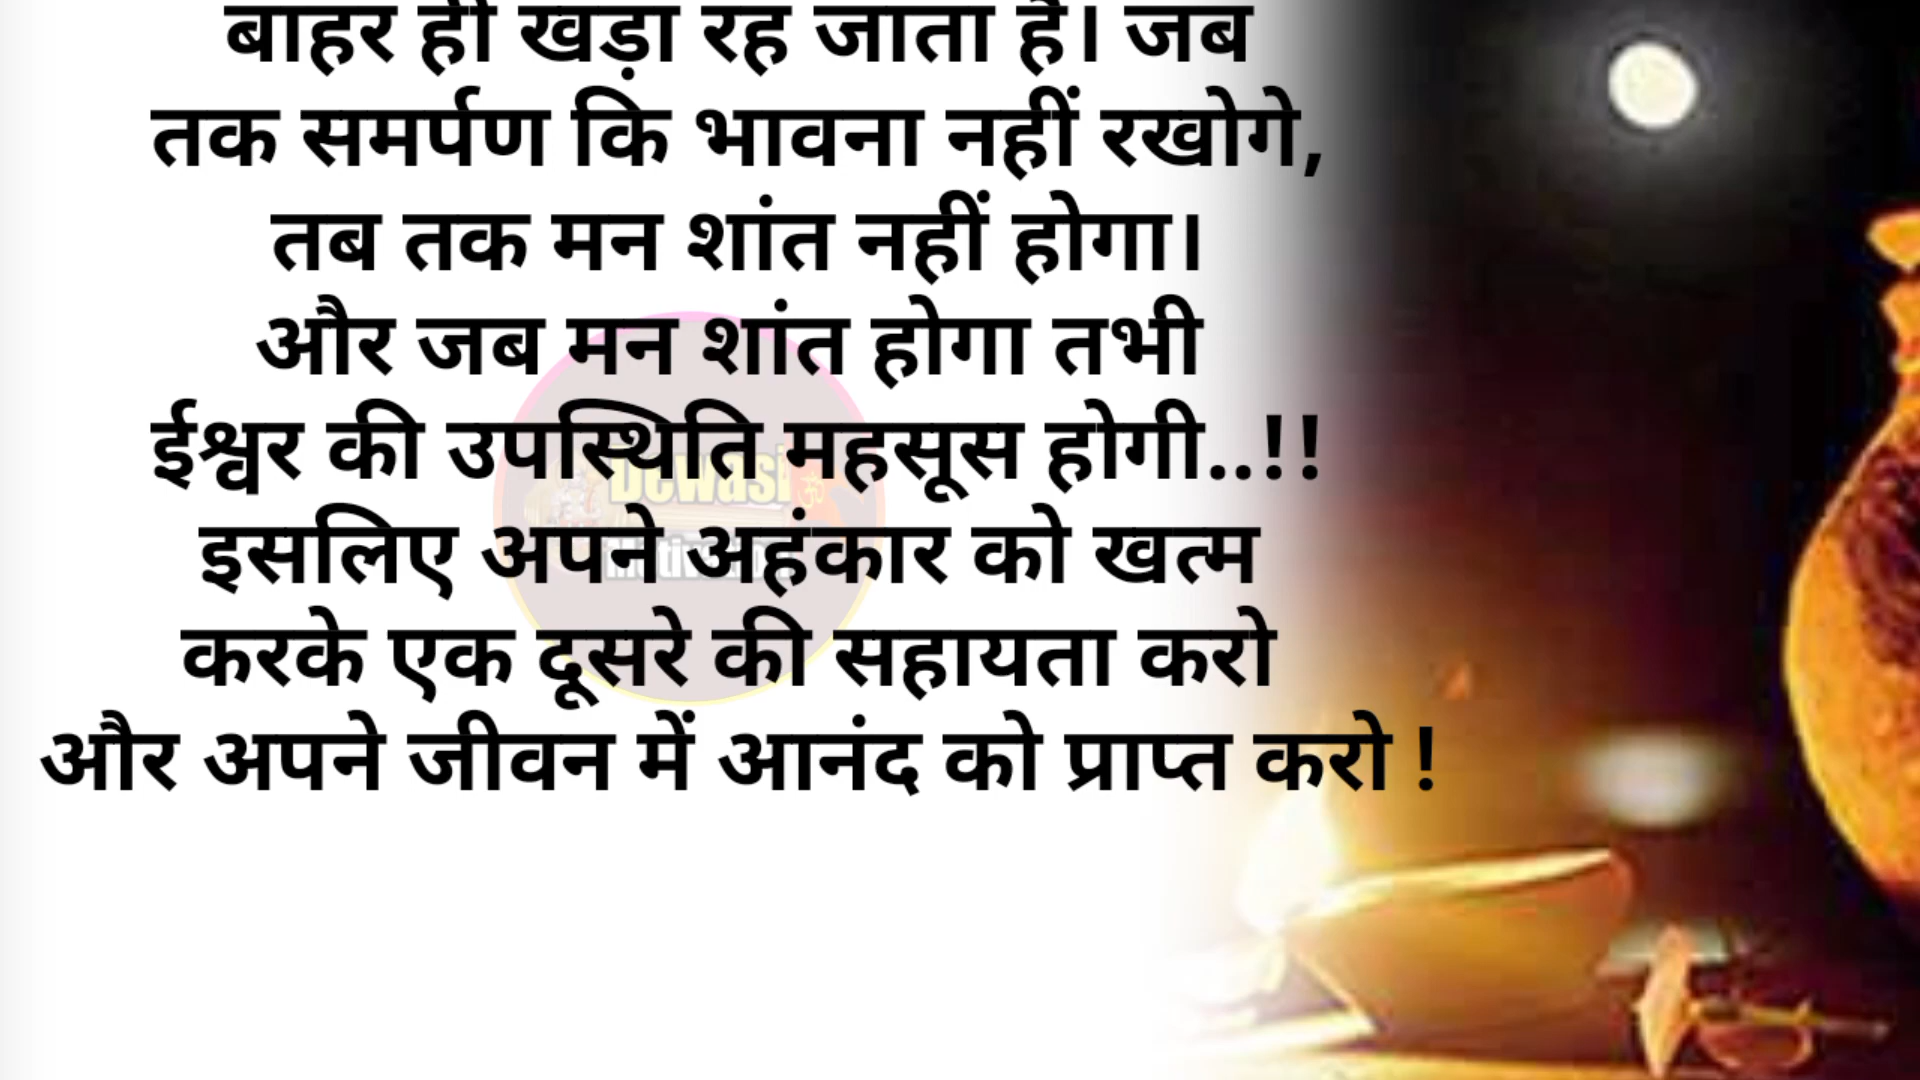 बाहर ही खड़ा रह जाता है। जब
तक समर्पण कि भावना नहीं रखोगे,
तब तक मन शांत नहीं होगा।
और जब मन शांत होगा तभी
ईश्वर की उपस्थिति महसूस होगी..!!
Dewasi
इसलिए अपने अहंकार को खत्म
करके एक दूसरे की सहायता करो
और अपने जीवन में आनंद को प्राप्त करो !